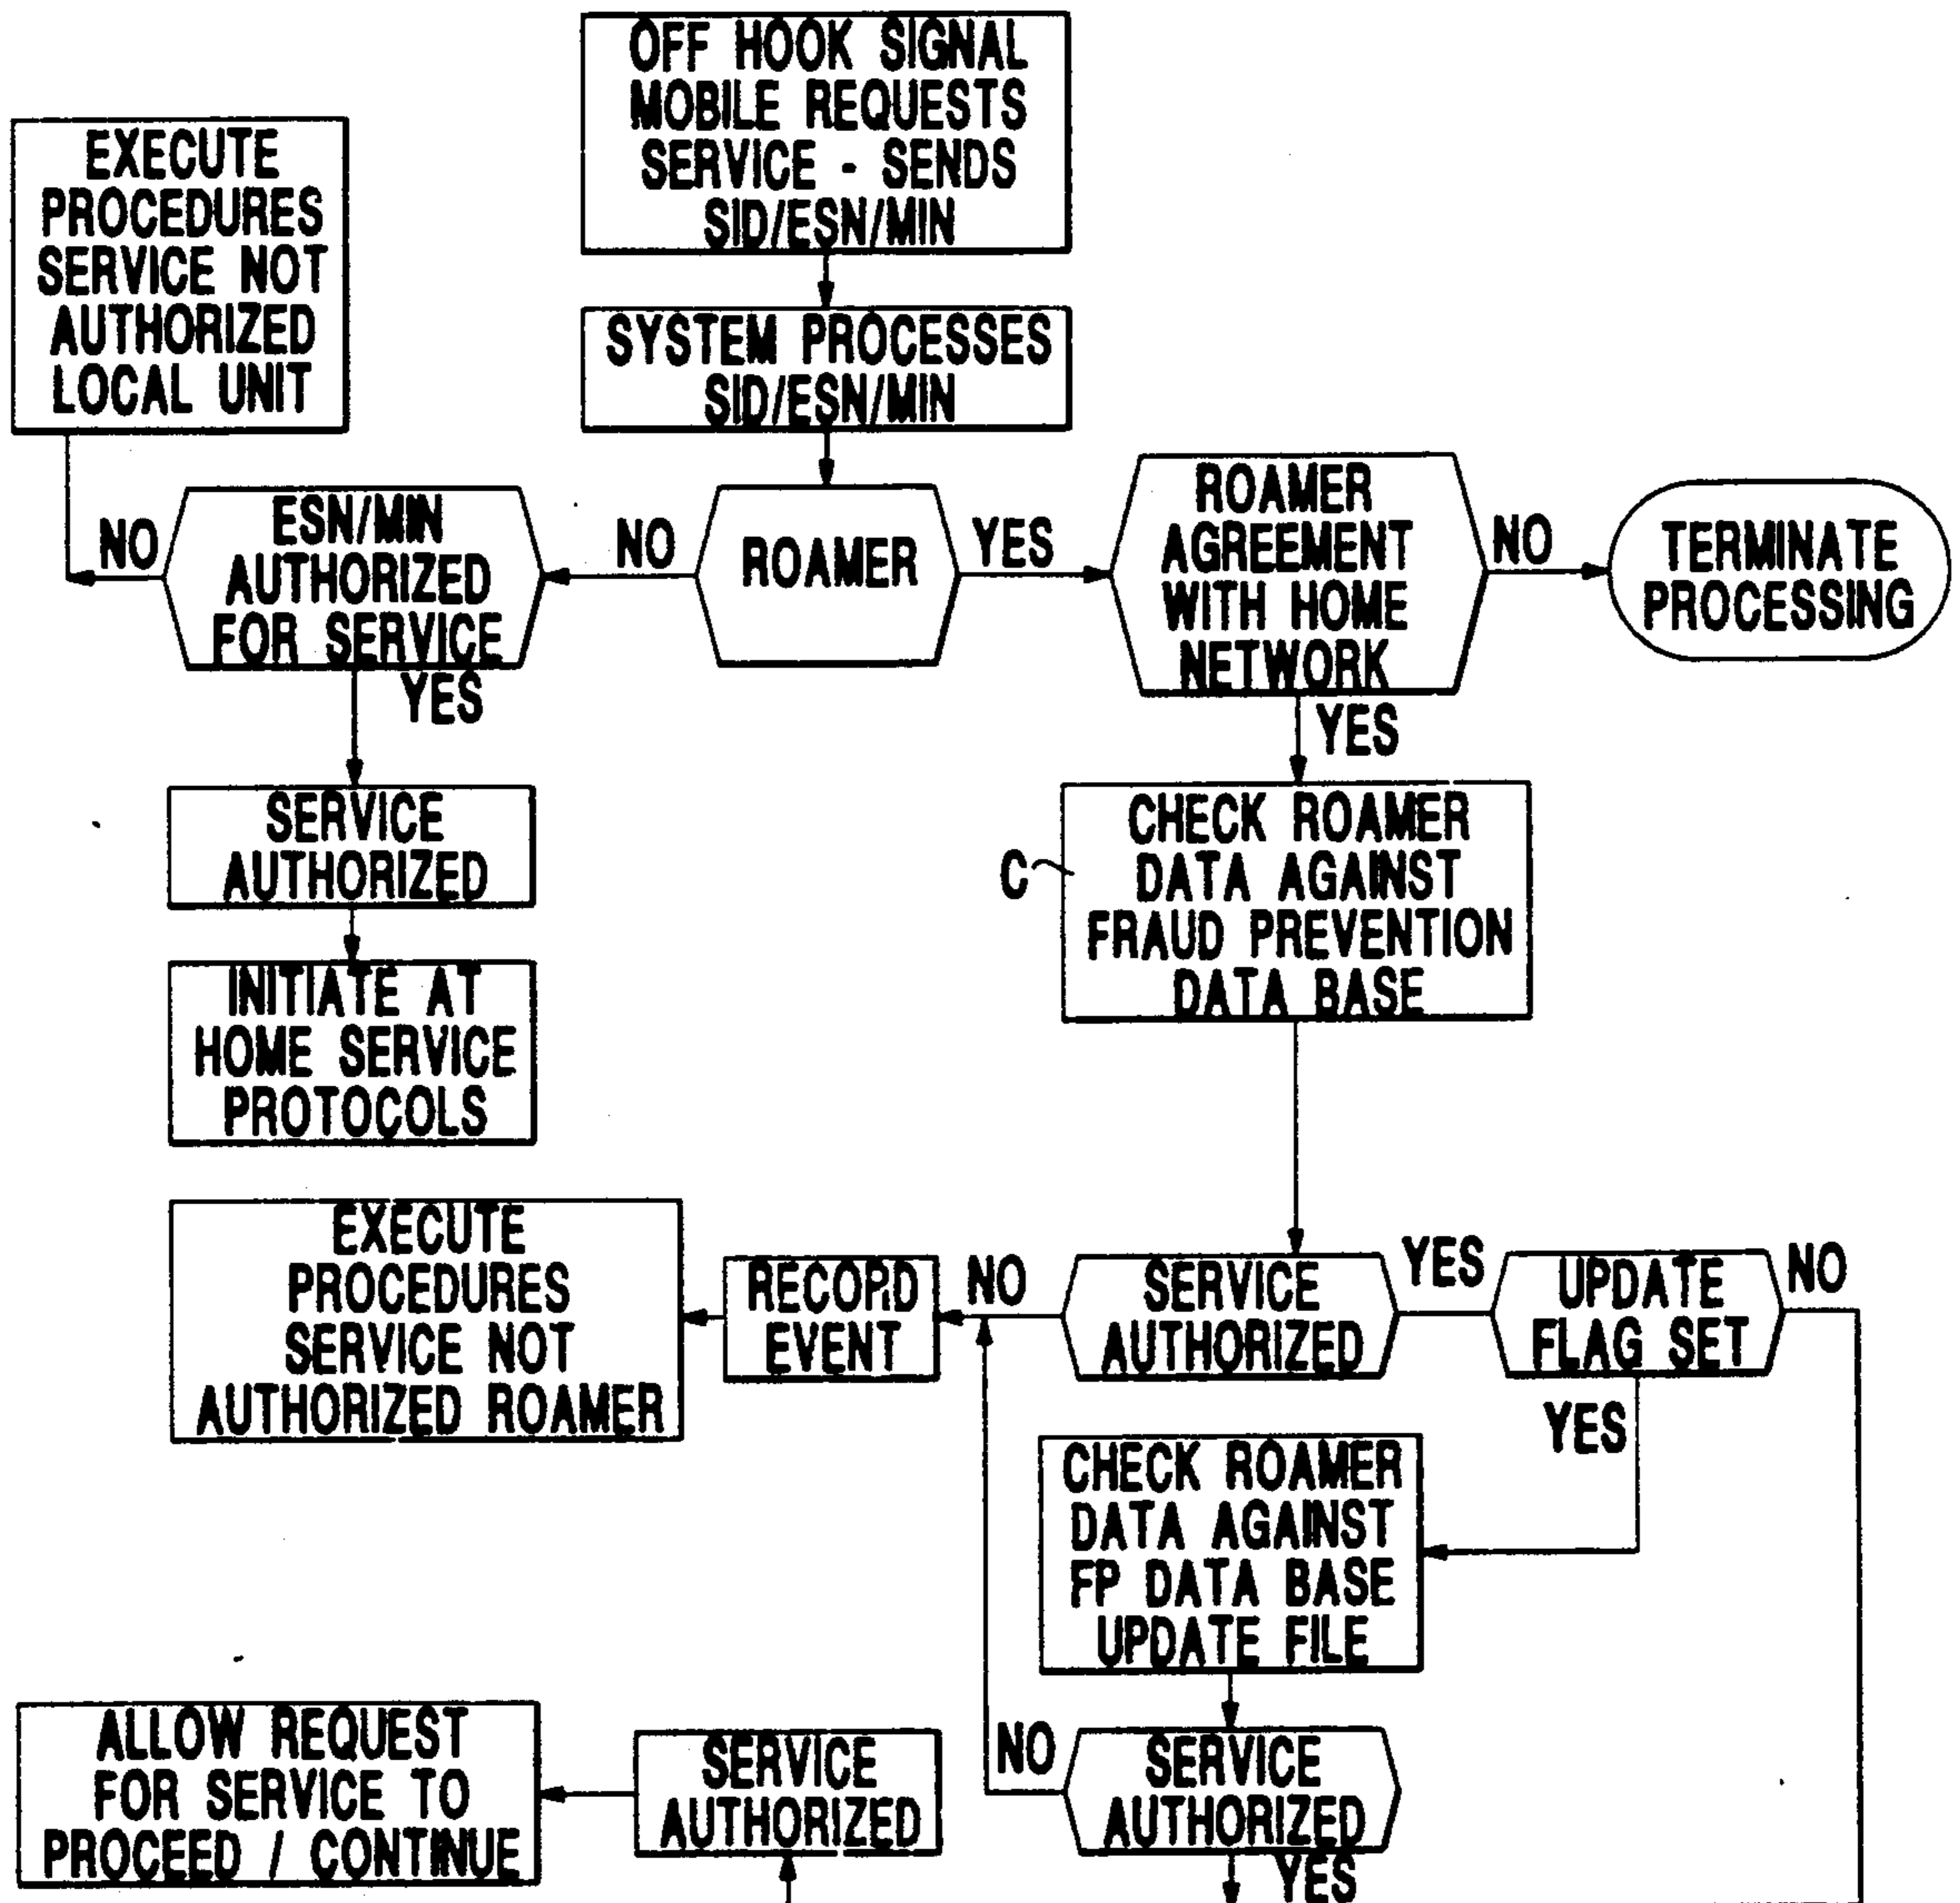 OFF HOOK SIGNAL
MOBILE REQUESTS
SERVICE - SENDS
SID/ESN/MIN
EXECUTE
PROCEDURES
SERVICE NOT
AUTHORIZED
LOCAL UNIT
SYSTEM PROCESSES
SID/ESN/MIN
NO
ESN/MIN
AUTHORIZED
FOR SERVICE
NO
ROAMER
YES
ROAMER
AGREEMENT
WITH HOME
NETWORK
NO
TERMINATE
PROCESSING
YES
YES
SERVICE
AUTHORIZED
C
CHECK ROAMER
DATA AGAINST
FRAUD PREVENTION
DATA BASE
INITIATE AT
HOME SERVICE
PROTOCOLS
EXECUTE
PROCEDURES
SERVICE NOT
AUTHORIZED ROAMER
RECORD
EVENT
NO
SERVICE
AUTHORIZED
YES
UPDATE
FLAG SET
NO
YES
CHECK ROAMER
DATA AGAINST
FP DATA BASE
UPDATE FILE
ALLOW REQUEST
FOR SERVICE TO
PROCEED / CONTINUE
SERVICE
AUTHORIZED
NO
SERVICE
AUTHORIZED
YES